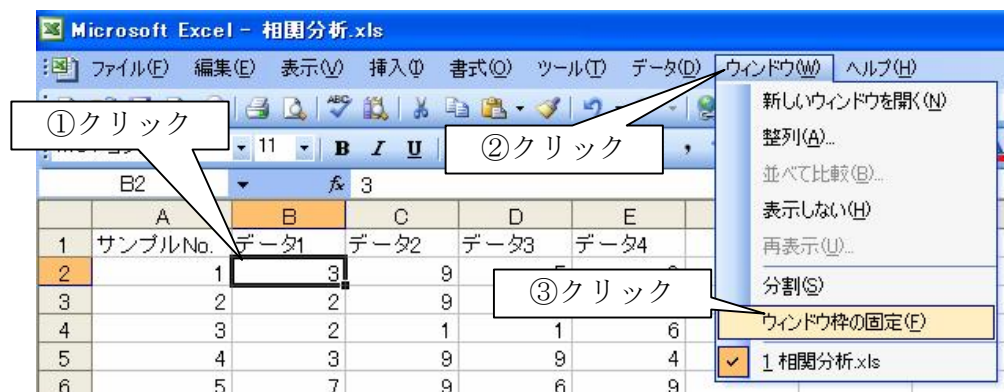 Microsoft Excel - 相関分析.xls
ファイル(F) 編集(E) 表示(V) 挿入(I) 書式(O) ツール(T) データ(D) ウィンドウ(W) ヘルプ(H)
①クリック
②クリック
11 B I U
新しいウィンドウを開く(N)
整列(A)...
並べて比較(B)...
表示しない(H)
再表示(U)...
分割(S)
ウィンドウ枠の固定(F)
1 相関分析.xls
③クリック
B2 fx 3
A B C D E
1 サンプルNo. データ1 データ2 データ3 データ4
2 1 3 9
3 2 2 9
4 3 2 1 1 6
5 4 3 9 9 4
6 5 7 9 6 9